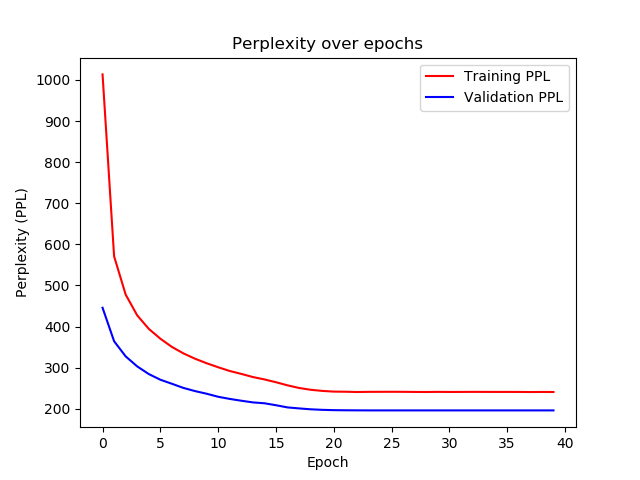 Perplexity over epochs
Training PPL
Validation PPL
Perplexity (PPL)
1000
900
800
700
600
500
400
300
200
0 5 10 15 20 25 30 35 40
Epoch